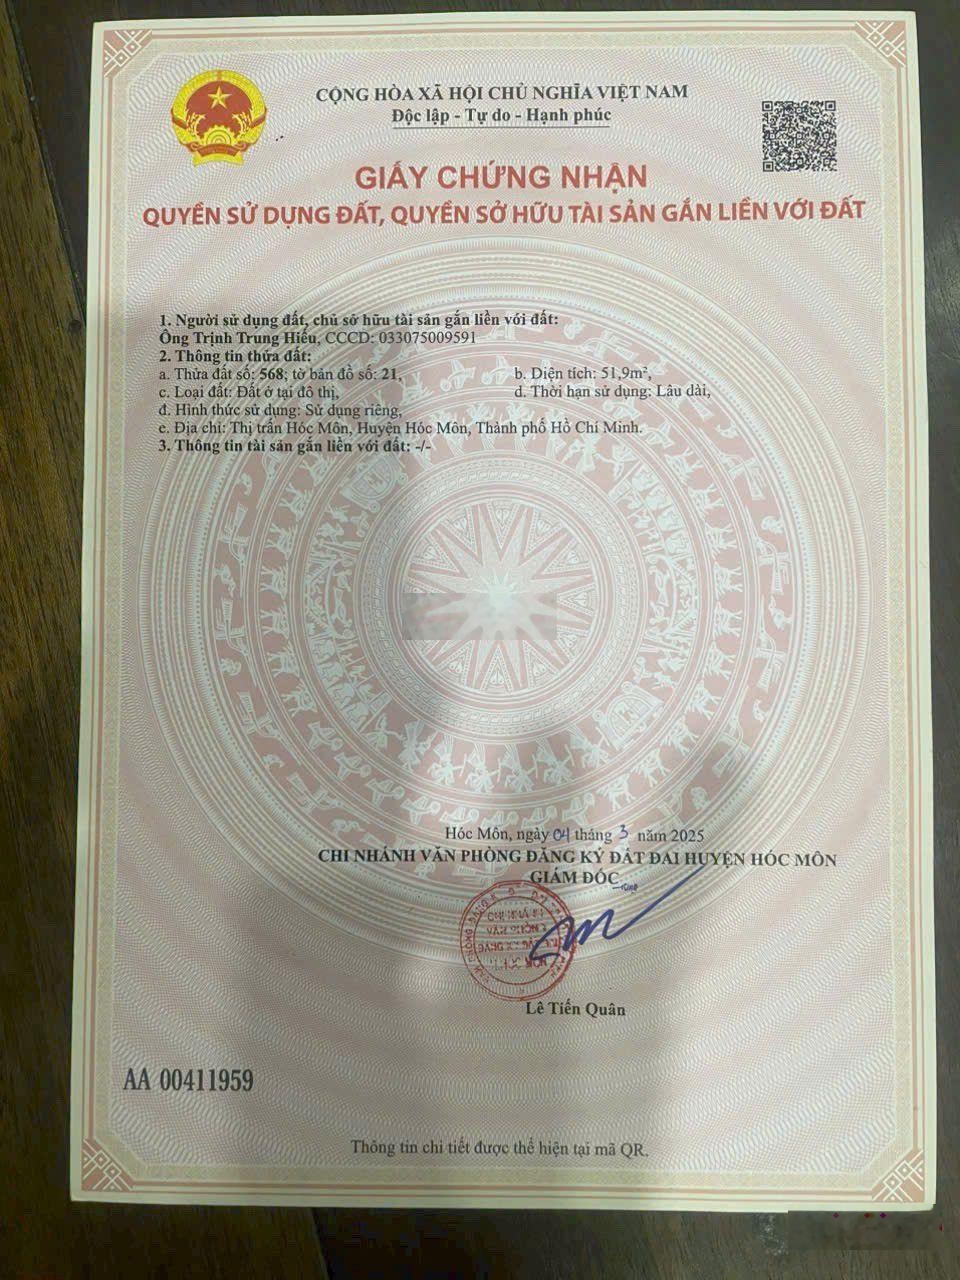 CỘNG HÒA XÃ HỘI CHỦ NGHĨA VIỆT NAM
Độc lập - Tự do - Hạnh phúc
GIẤY CHỨNG NHẬN
QUYỀN SỬ DỤNG ĐẤT, QUYỀN SỞ HỮU TÀI SẢN GẮN LIỀN VỚI ĐẤT
1. Người sử dụng đất, chủ sở hữu tài sản gắn liền với đất:
Ông Trịnh Trung Hiếu, CCCD: 033075009591
2. Thông tin thửa đất:
a. Thửa đất số: 568; tờ bản đồ số: 21, b. Diện tích: 51,9m²,
c. Loại đất: Đất ở tại đô thị, d. Thời hạn sử dụng: Lâu dài,
đ. Hình thức sử dụng: Sử dụng riêng,
e. Địa chỉ: Thị trấn Hóc Môn, Huyện Hóc Môn, Thành phố Hồ Chí Minh.
3. Thông tin tài sản gắn liền với đất: -/-
Hóc Môn, ngày 04 tháng 3 năm 2025
CHI NHÁNH VĂN PHÒNG ĐĂNG KÝ ĐẤT ĐAI HUYỆN HÓC MÔN
GIÁM ĐỐC
Lê Tiến Quân
AA 00411959
Thông tin chi tiết được thể hiện tại mã QR.